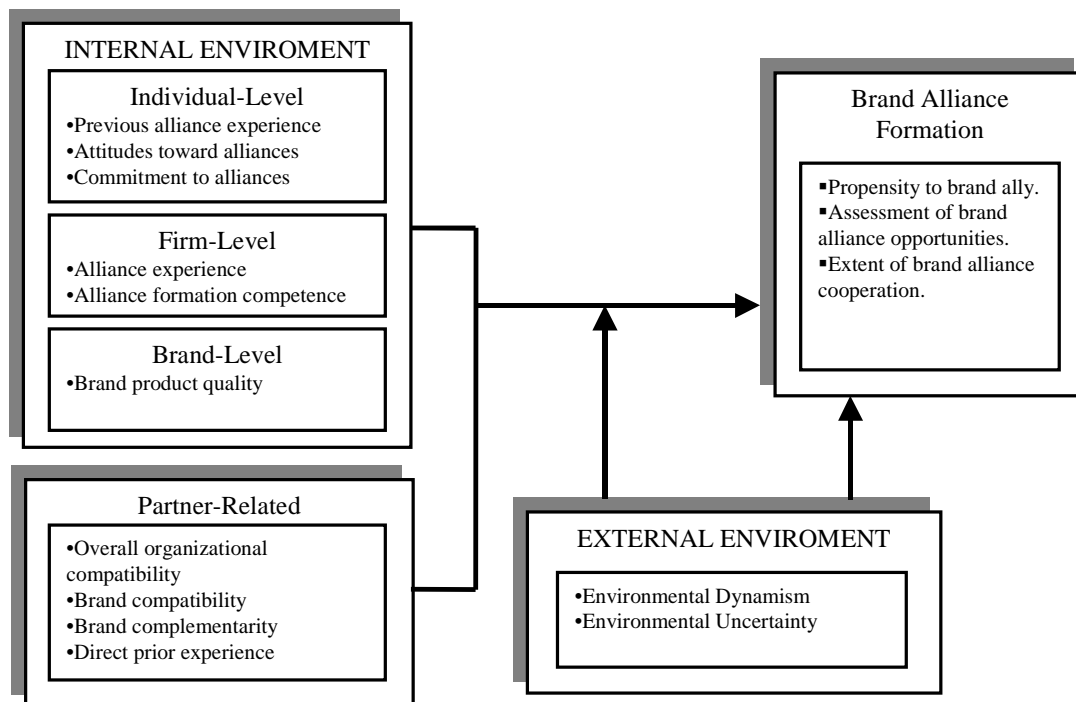 INTERNAL ENVIROMENT
Individual-Level
•Previous alliance experience
•Attitudes toward alliances
•Commitment to alliances
Firm-Level
•Alliance experience
•Alliance formation competence
Brand-Level
•Brand product quality
Partner-Related
•Overall organizational
compatibility
•Brand compatibility
•Brand complementarity
•Direct prior experience
Brand Alliance
Formation
▪Propensity to brand ally.
▪Assessment of brand
alliance opportunities.
▪Extent of brand alliance
cooperation.
EXTERNAL ENVIROMENT
•Environmental Dynamism
•Environmental Uncertainty